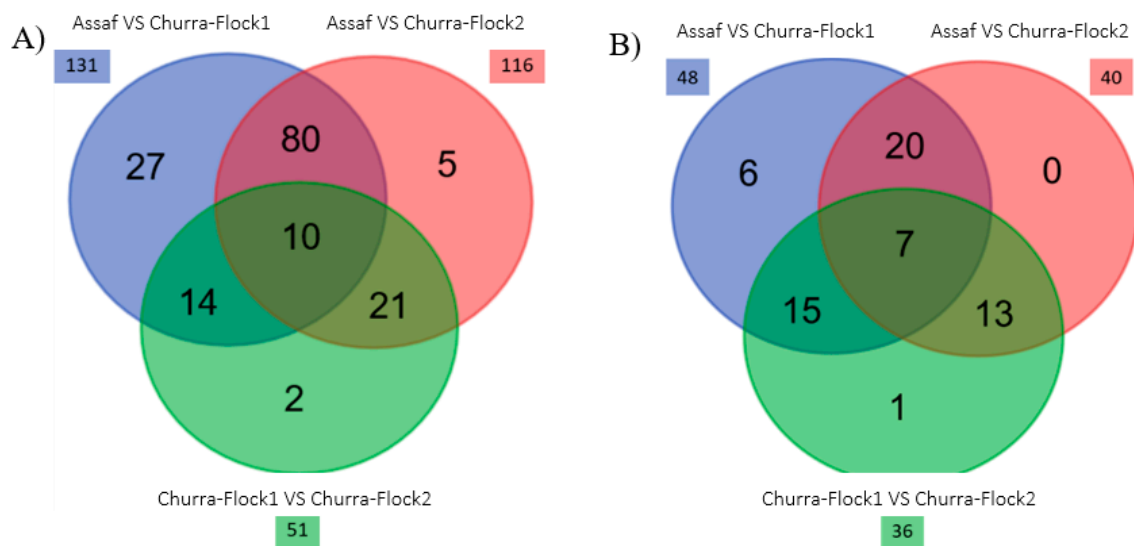 A)
Assaf VS Churra-Flock1
Assaf VS Churra-Flock2
131
116
27
80
5
10
14
21
2
Churra-Flock1 VS Churra-Flock2
51
B)
Assaf VS Churra-Flock1
Assaf VS Churra-Flock2
48
40
6
20
0
7
15
13
1
Churra-Flock1 VS Churra-Flock2
36